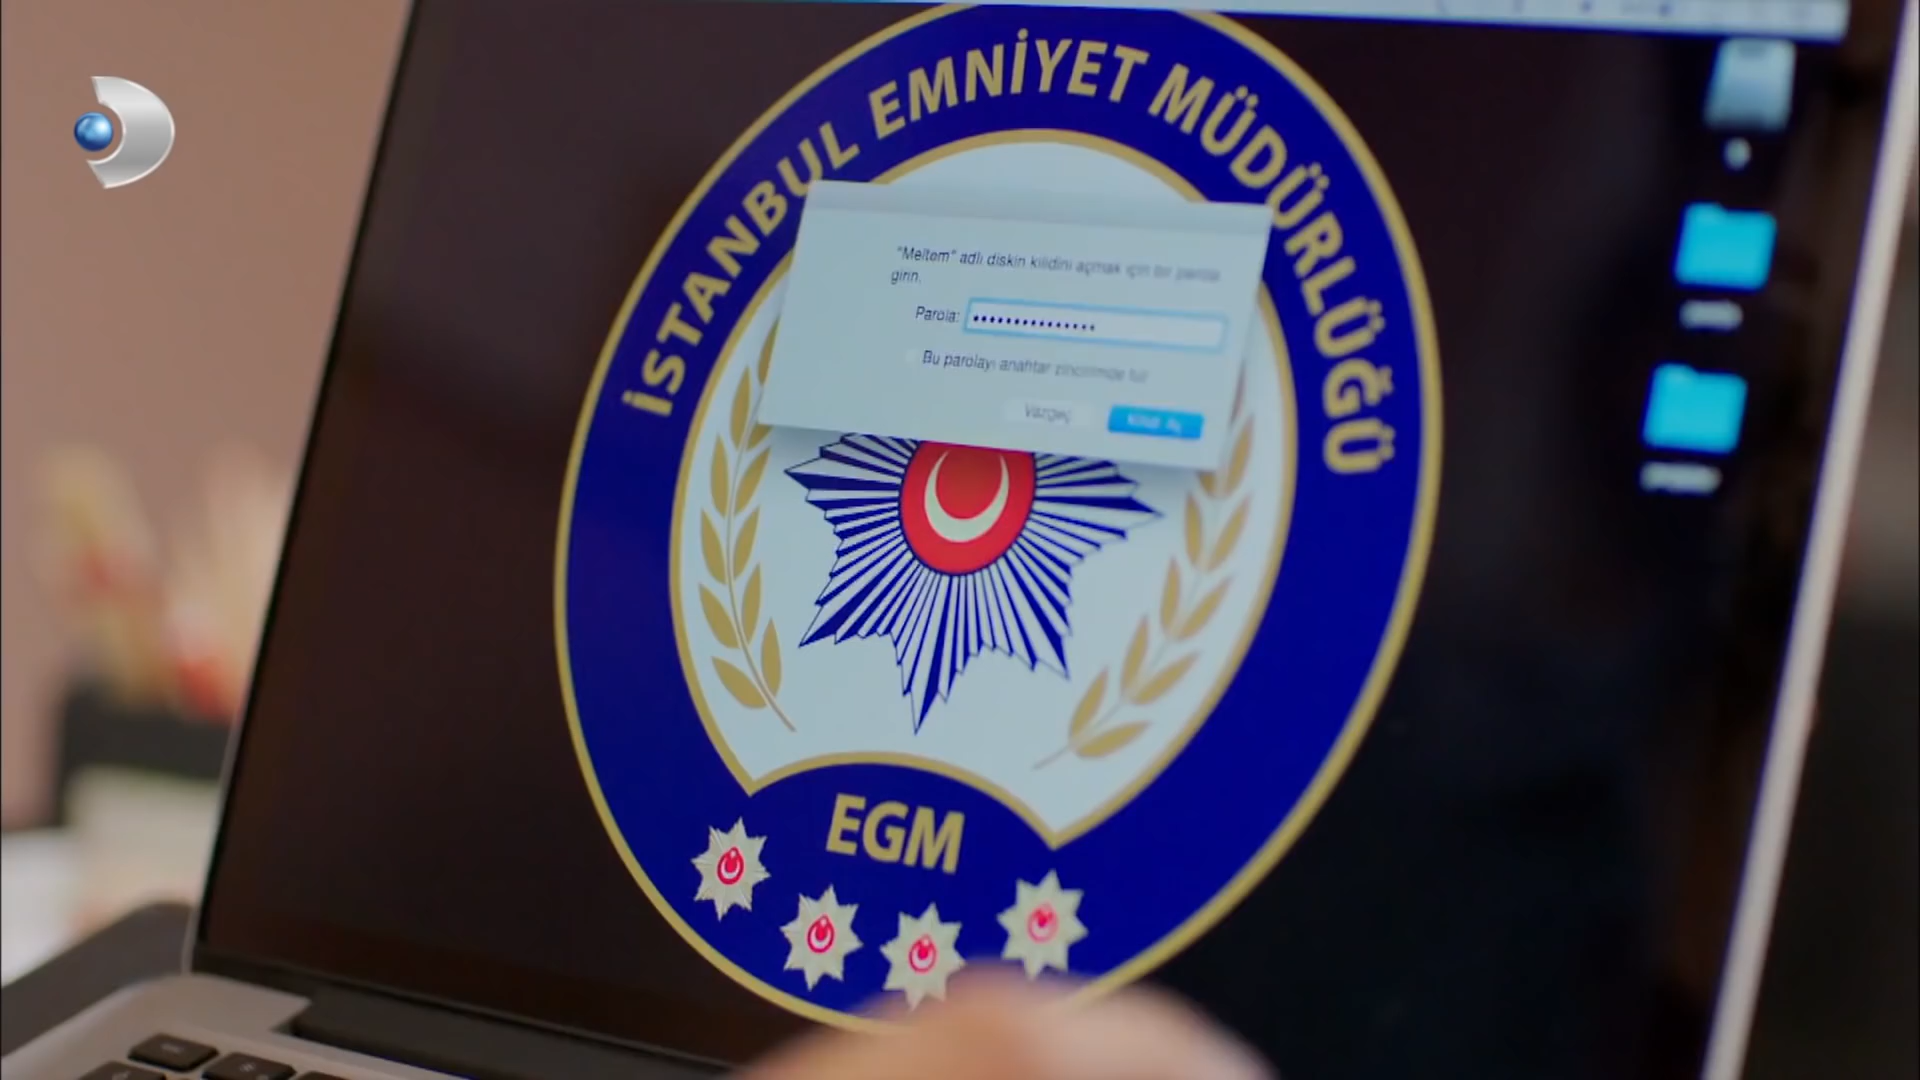 İSTANBUL EMNİYET MÜDÜRLÜĞÜ
"Meltem" adlı diskin kilidini açmak için bir parola
girin.
Parola: ••••••••••••••••
Bu parolayı anahtar zincirimde tut
Vazgeç
Kilidi Aç
EGM